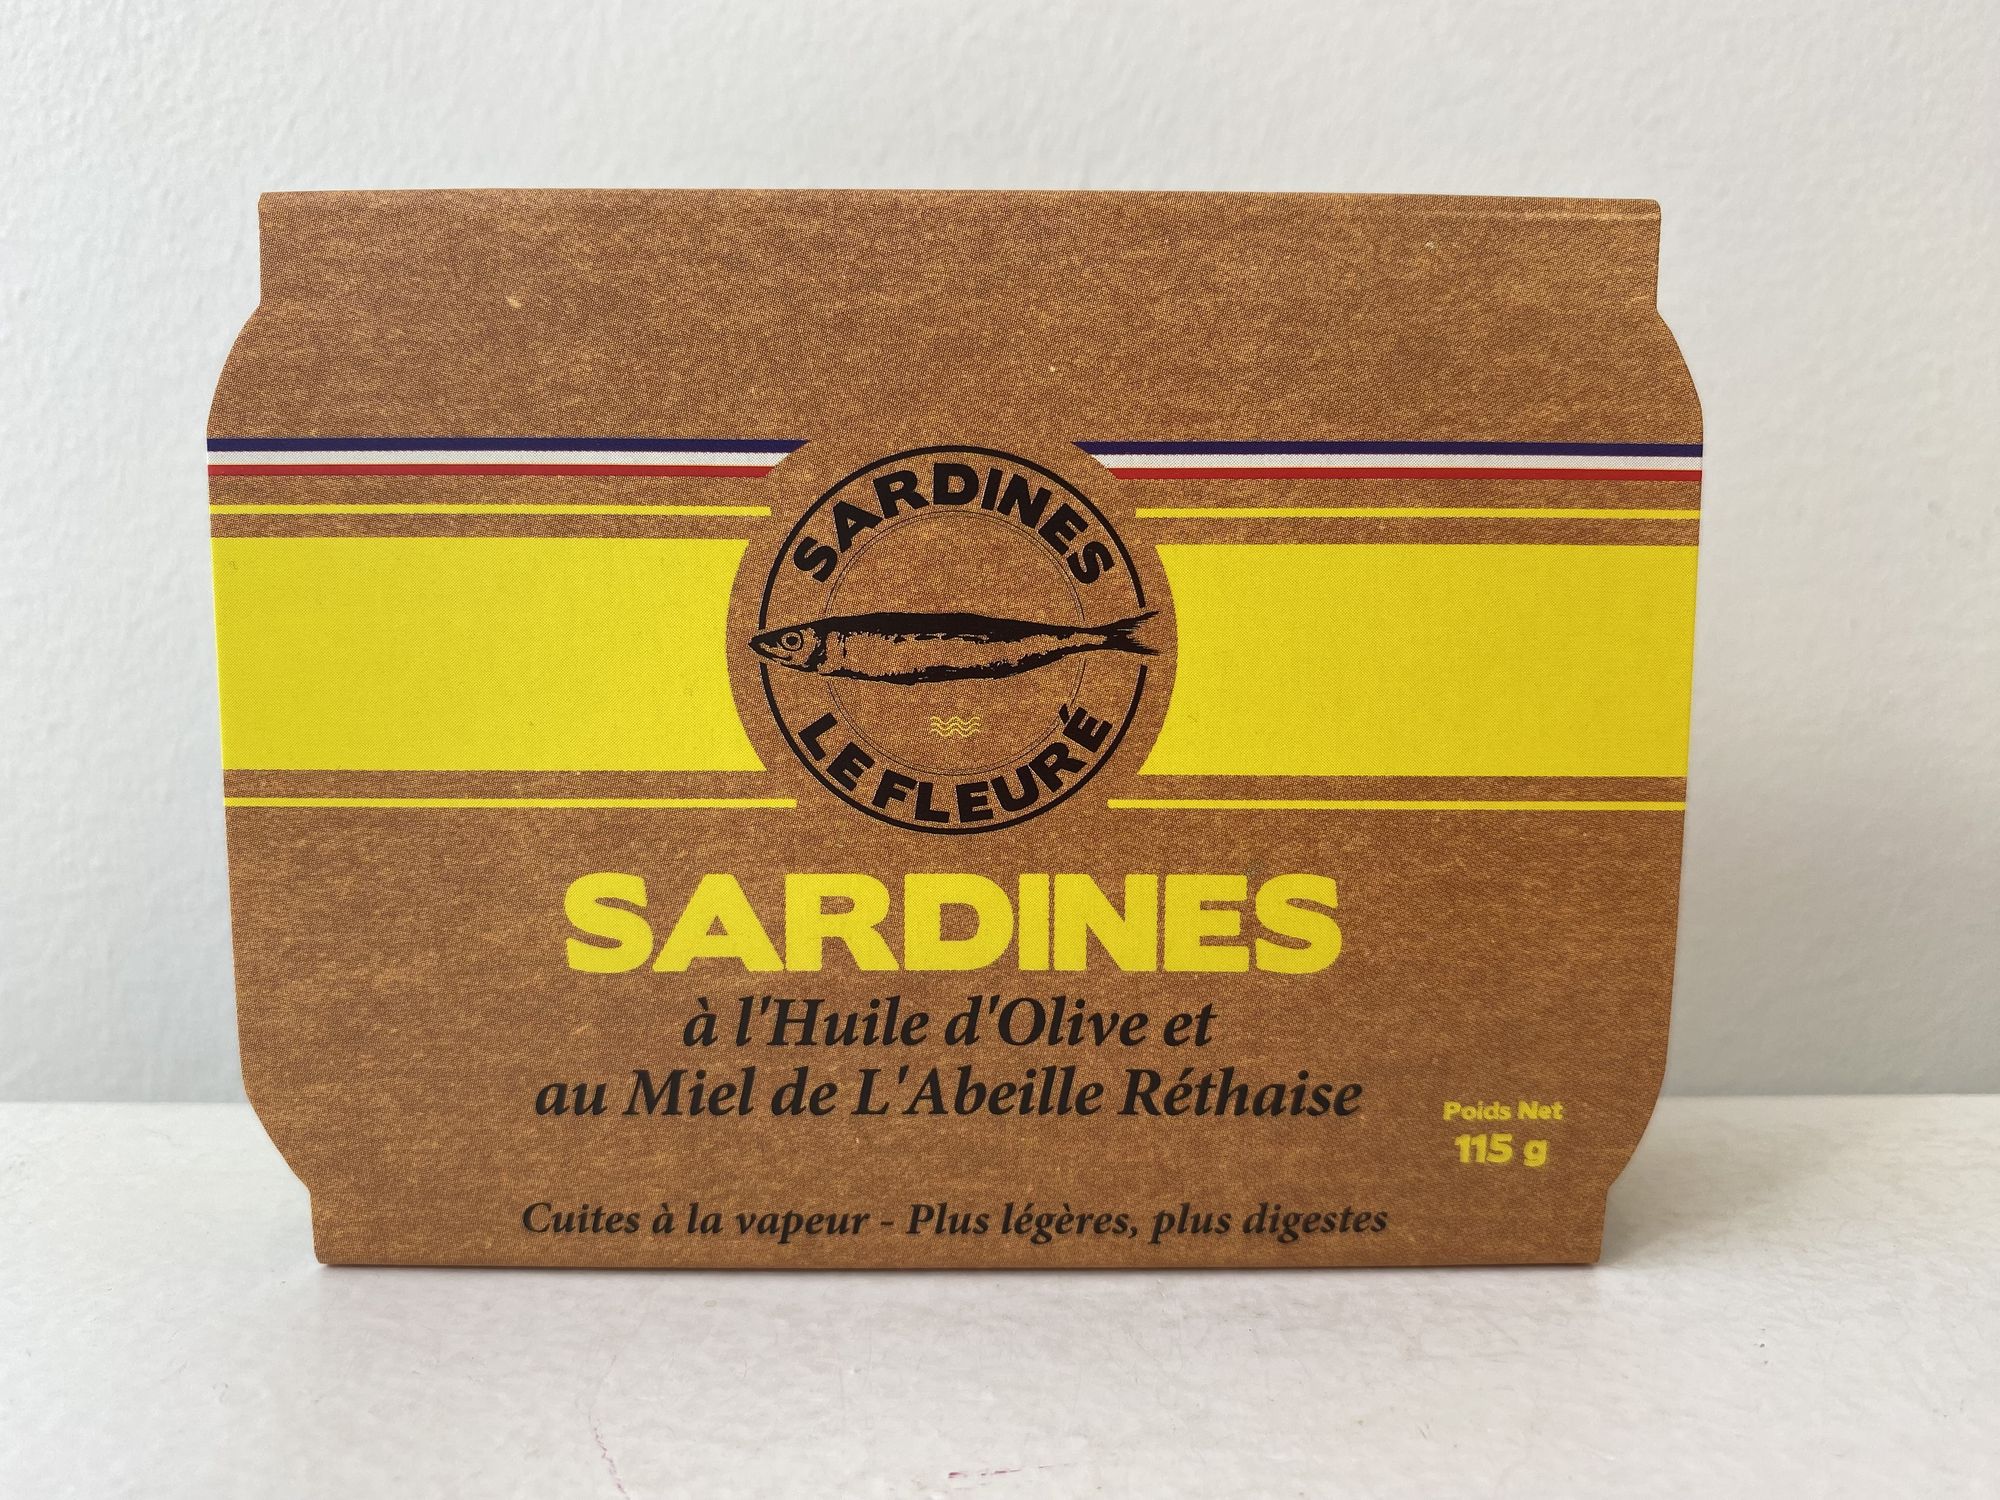 SARDINES
LE FLEURÉ
SARDINES
à l'Huile d'Olive et
au Miel de L'Abeille Réthaise
Poids Net
115 g
Cuites à la vapeur - Plus légères, plus digestes